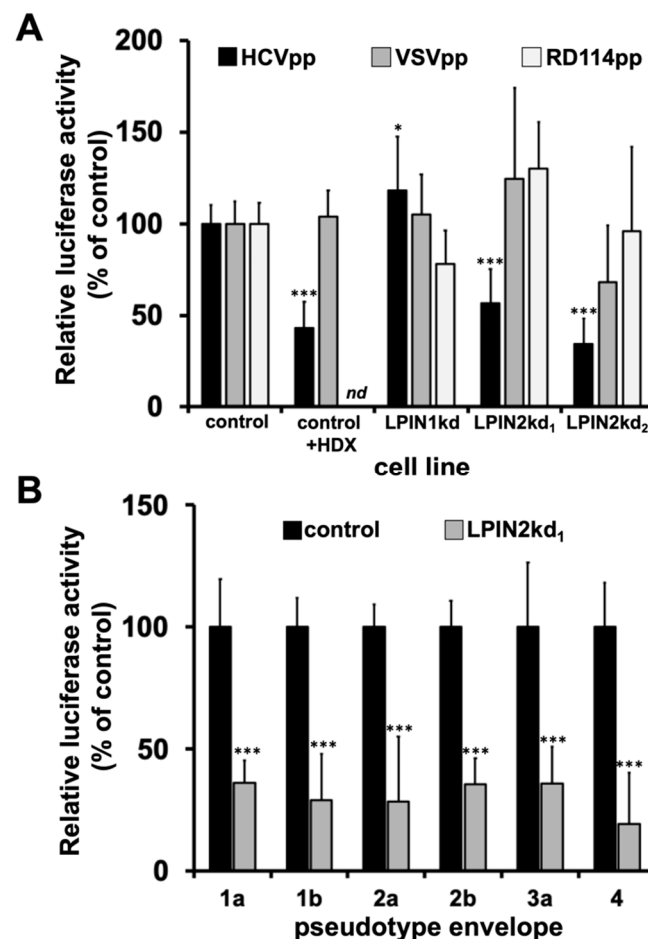 A
200
HCVpp VSVpp RD114pp
150
*
100
***
***
50
***
nd
0
control control +HDX LPIN1kd LPIN2kd₁ LPIN2kd₂
cell line
Relative luciferase activity
(% of control)
B
150
control LPIN2kd₁
100
50
*** *** *** *** *** ***
0
1a 1b 2a 2b 3a 4
pseudotype envelope
Relative luciferase activity
(% of control)